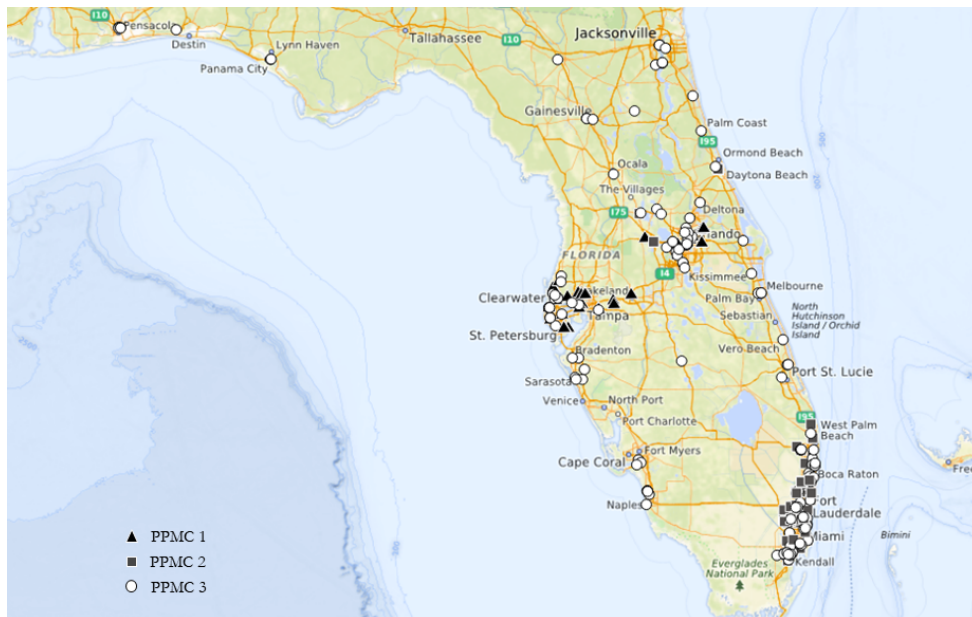 I10
Pensacola
Destin
Lynn Haven
Panama City
Tallahassee
I10
Jacksonville
Gainesville
Palm Coast
I95
Ormond Beach
Daytona Beach
Ocala
The Villages
I75
Deltona
FLORIDA
I4
Kissimmee
Clearwater
Tampa
St. Petersburg
Melbourne
Palm Bay
Sebastian
North
Hutchinson
Island / Orchid
Island
Vero Beach
Port St. Lucie
Bradenton
Sarasota
Venice
North Port
Port Charlotte
I95
West Palm
Beach
Fort Myers
Cape Coral
Boca Raton
Naples
Fort
Lauderdale
Miami
Kendall
Bimini
Everglades
National Park
PPMC 1
PPMC 2
PPMC 3